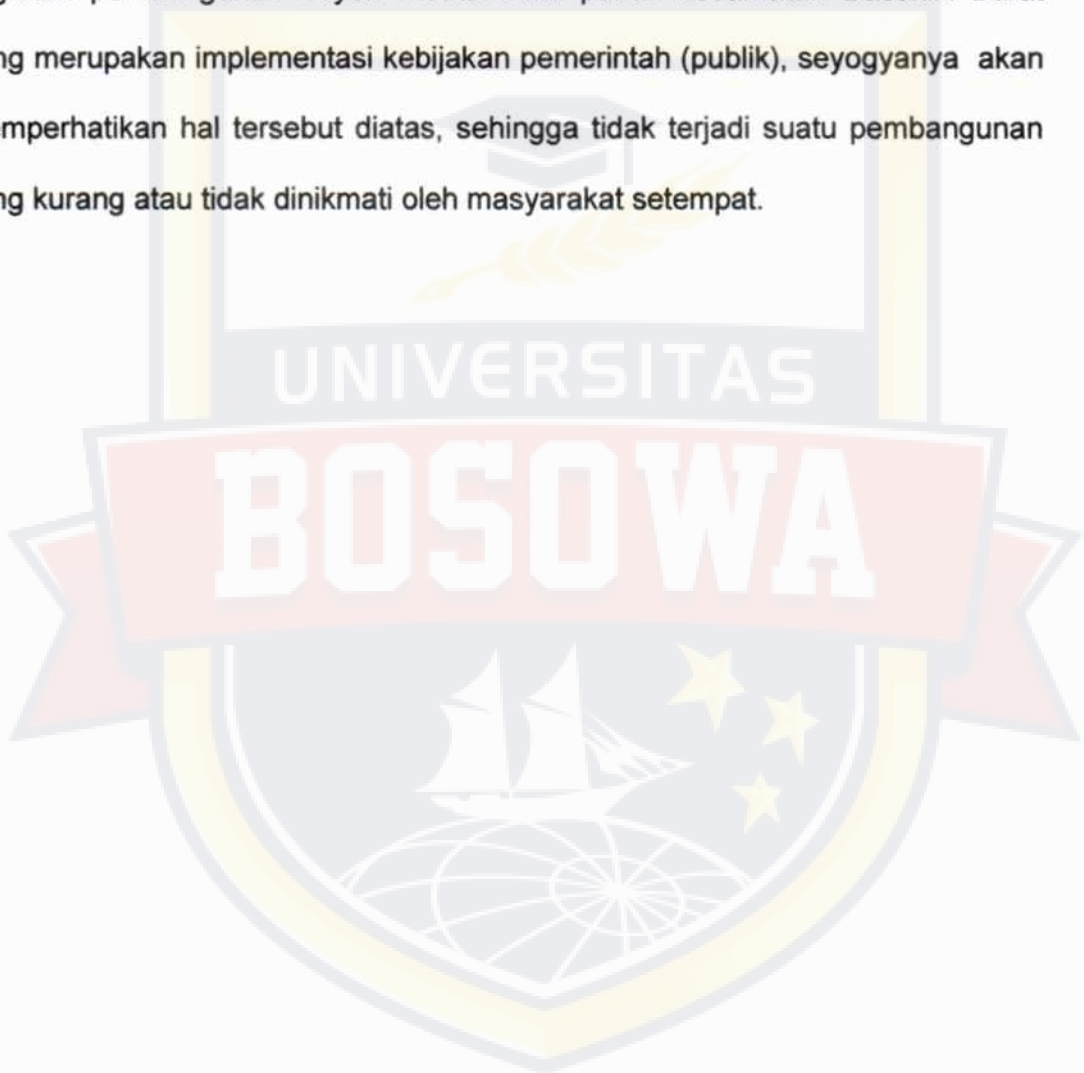 ng merupakan implementasi kebijakan pemerintah (publik), seyogyanya akan
mperhatikan hal tersebut diatas, sehingga tidak terjadi suatu pembangunan
ng kurang atau tidak dinikmati oleh masyarakat setempat.
UNIVERSITAS
BOSOWA